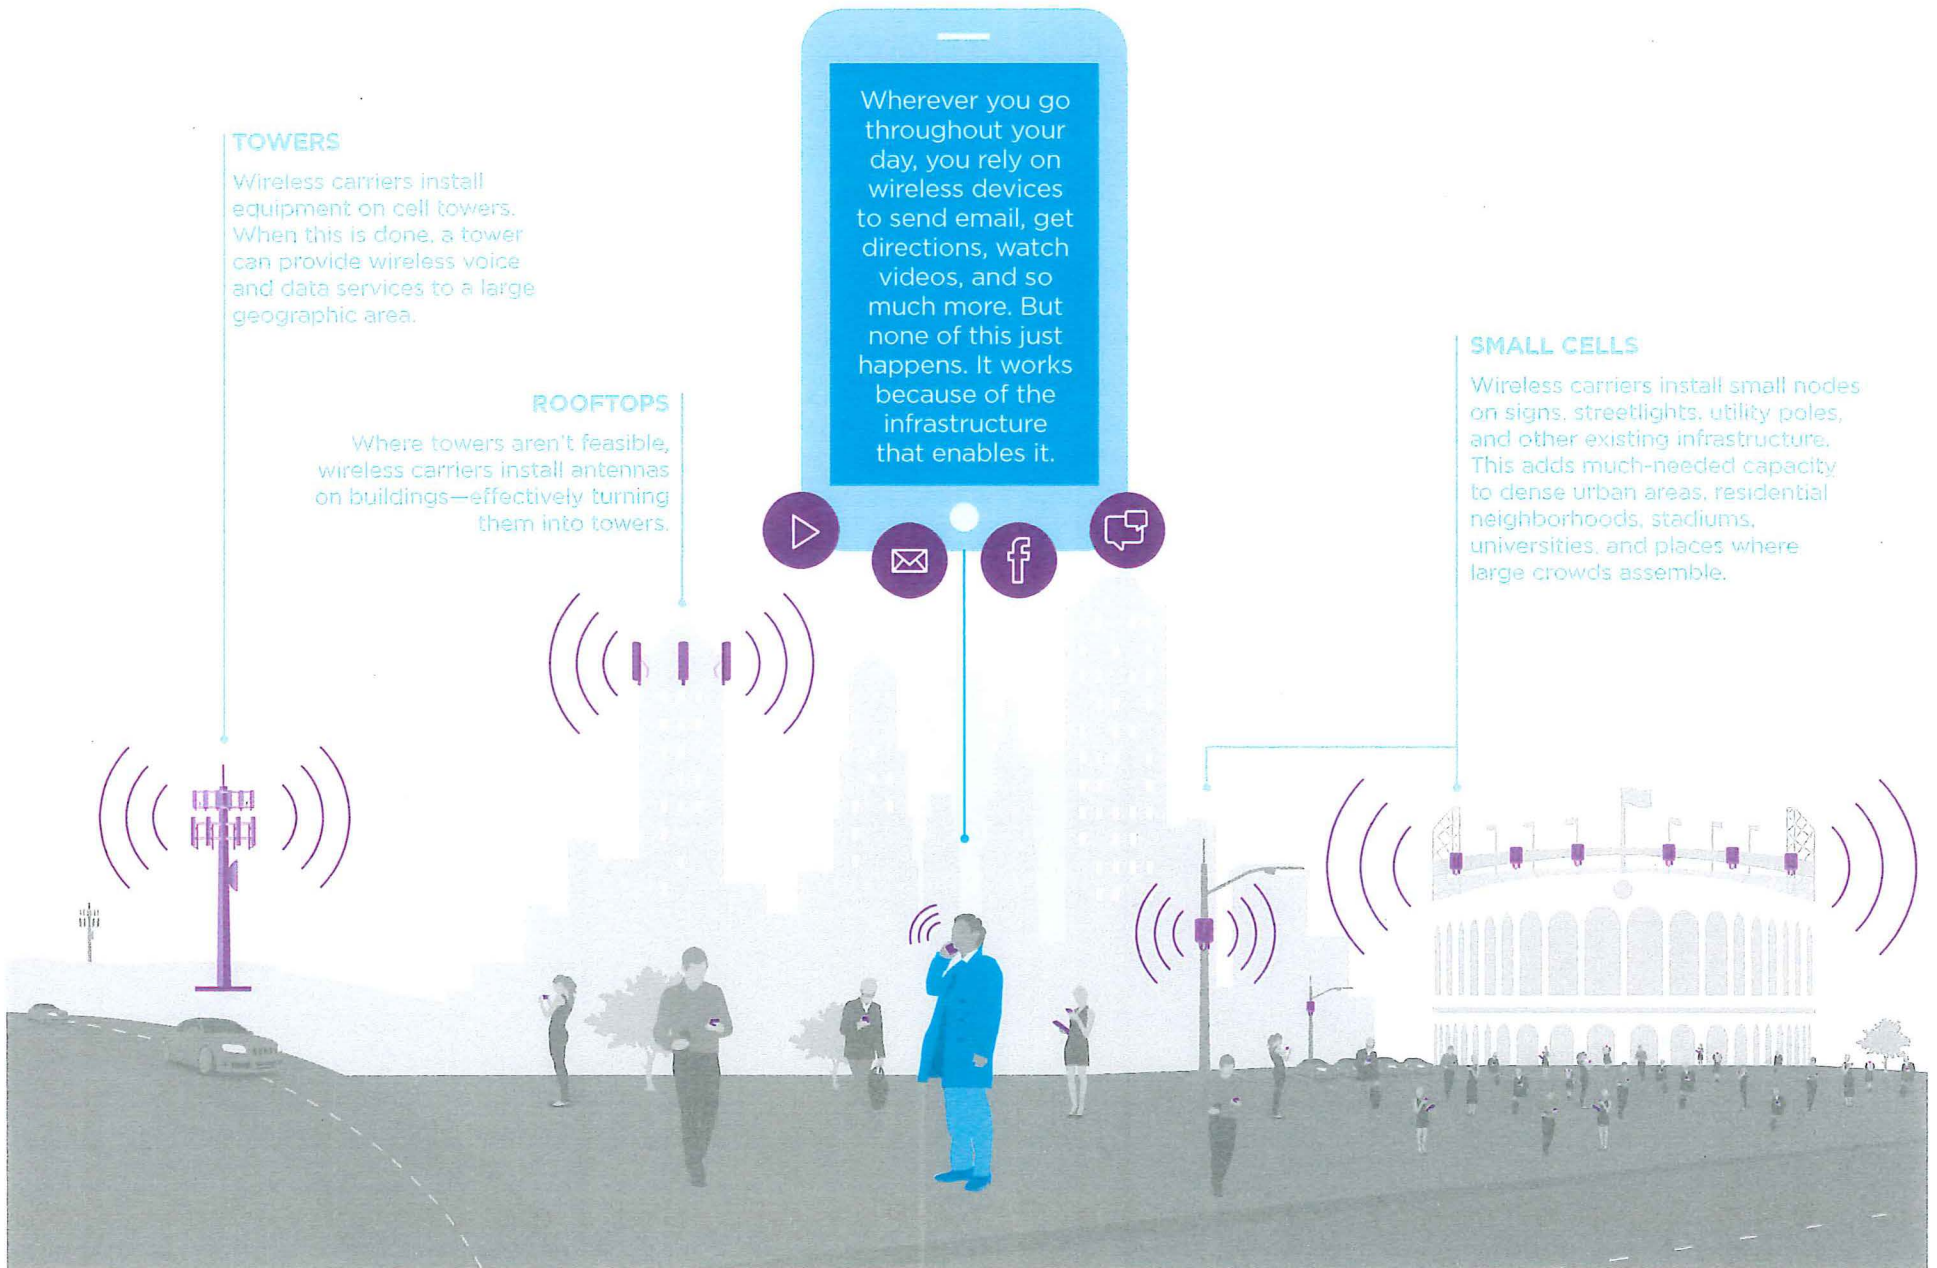 TOWERS
Wireless carriers install
equipment on cell towers.
When this is done, a tower
can provide wireless voice
and data services to a large
geographic area.
ROOFTOPS
Where towers aren't feasible,
wireless carriers install antennas
on buildings—effectively turning
them into towers.
Wherever you go
throughout your
day, you rely on
wireless devices
to send email, get
directions, watch
videos, and so
much more. But
none of this just
happens. It works
because of the
infrastructure
that enables it.
SMALL CELLS
Wireless carriers install small nodes
on signs, streetlights, utility poles,
and other existing infrastructure.
This adds much-needed capacity
to dense urban areas, residential
neighborhoods, stadiums,
universities, and places where
large crowds assemble.